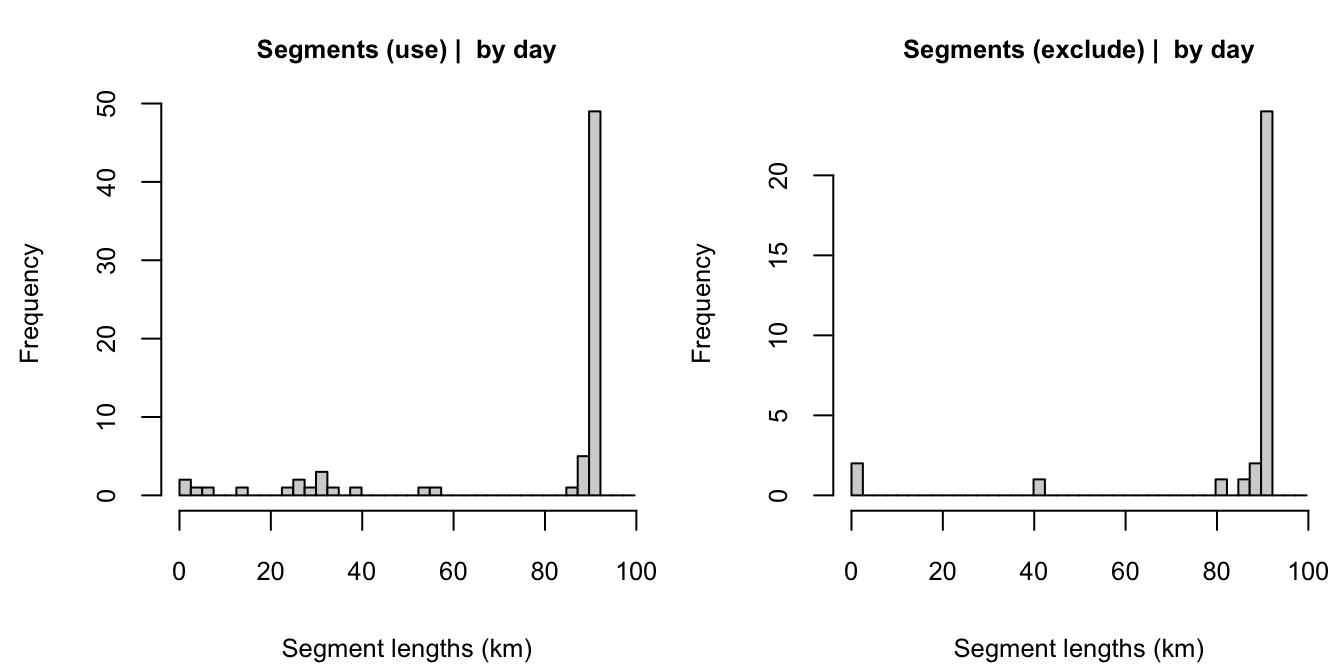 Segments (use) |  by day
Frequency
0 10 20 30 40 50
0 20 40 60 80 100
Segment lengths (km)
Segments (exclude) |  by day
Frequency
0 5 10 15 20
0 20 40 60 80 100
Segment lengths (km)